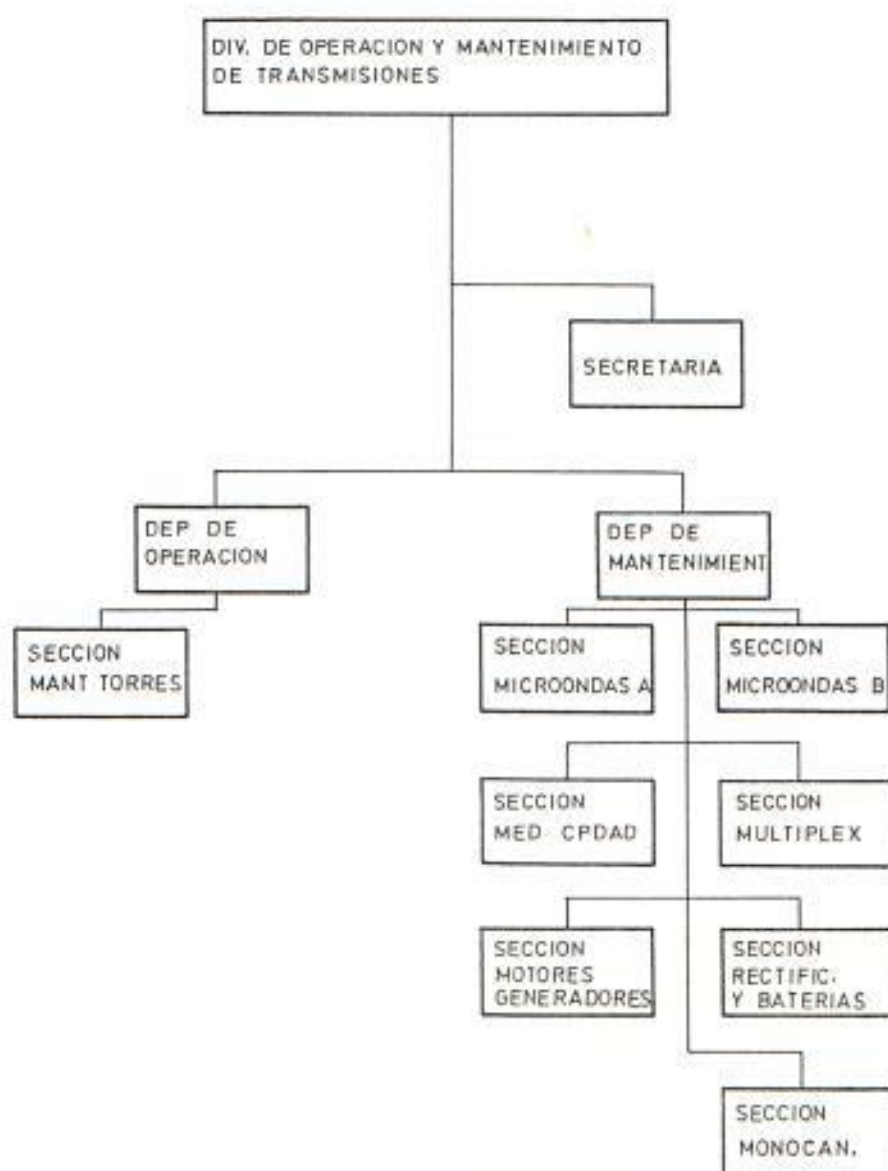 DIV. DE OPERACION Y MANTENIMIENTO
DE TRANSMISIONES
SECRETARIA
DEP DE
OPERACION
DEP DE
MANTENIMIENT
SECCION
MANT TORRES
SECCION
MICROONDAS A
SECCION
MICROONDAS B
SECCION
MED CPDAD
SECCION
MULTIPLEX
SECCION
MOTORES
GENERADORES
SECCION
RECTIFIC.
Y BATERIAS
SECCION
MONOCAN.